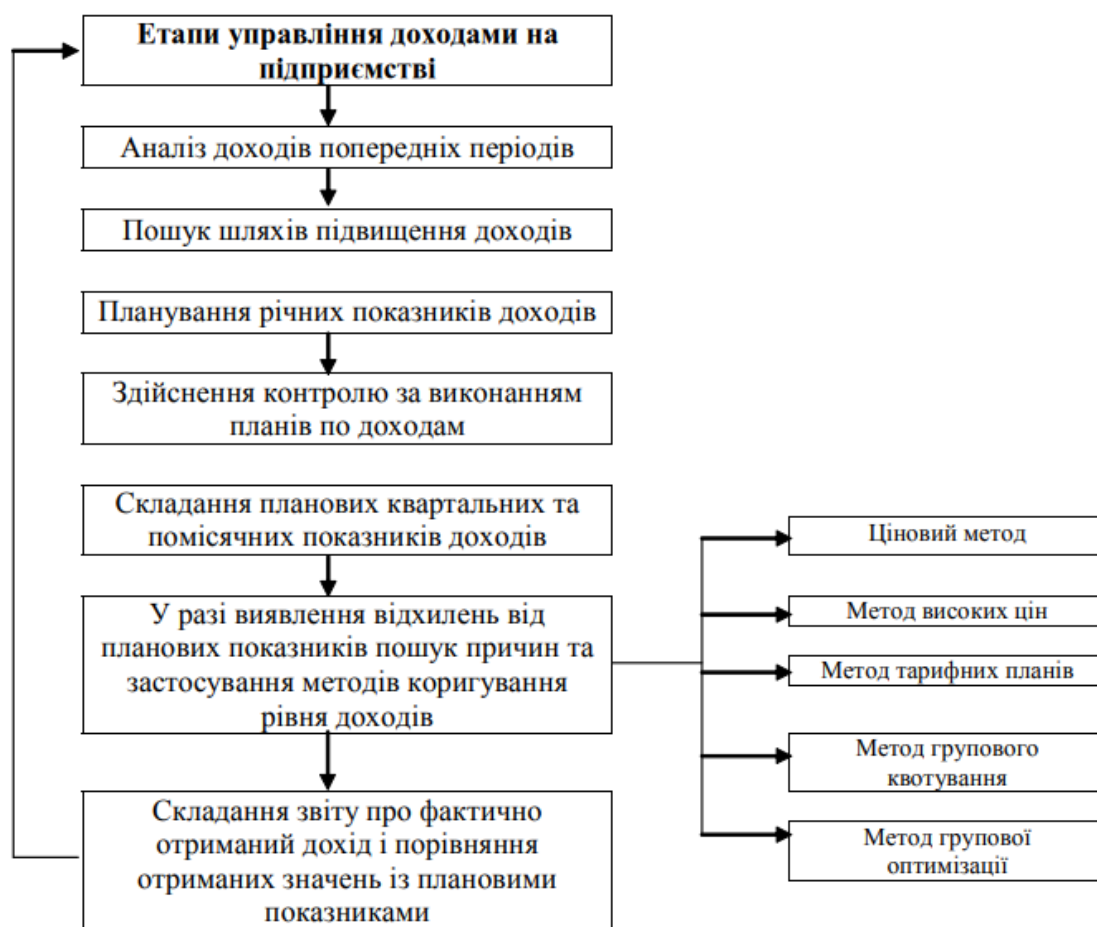 Етапи управління доходами на
підприємстві
Аналіз доходів попередніх періодів
Пошук шляхів підвищення доходів
Планування річних показників доходів
Здійснення контролю за виконанням
планів по доходам
Складання планових квартальних та
помісячних показників доходів
У разі виявлення відхилень від
планових показників пошук причин та
застосування методів коригування
рівня доходів
Складання звіту про фактично
отриманий дохід і порівняння
отриманих значень із плановими
показниками
Ціновий метод
Метод високих цін
Метод тарифних планів
Метод групового
квотування
Метод групової
оптимізації